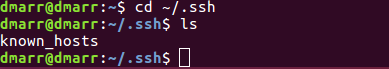 dmarr@dmarr:~$ cd ~/.ssh
dmarr@dmarr:~/.ssh$ ls
known_hosts
dmarr@dmarr:~/.ssh$